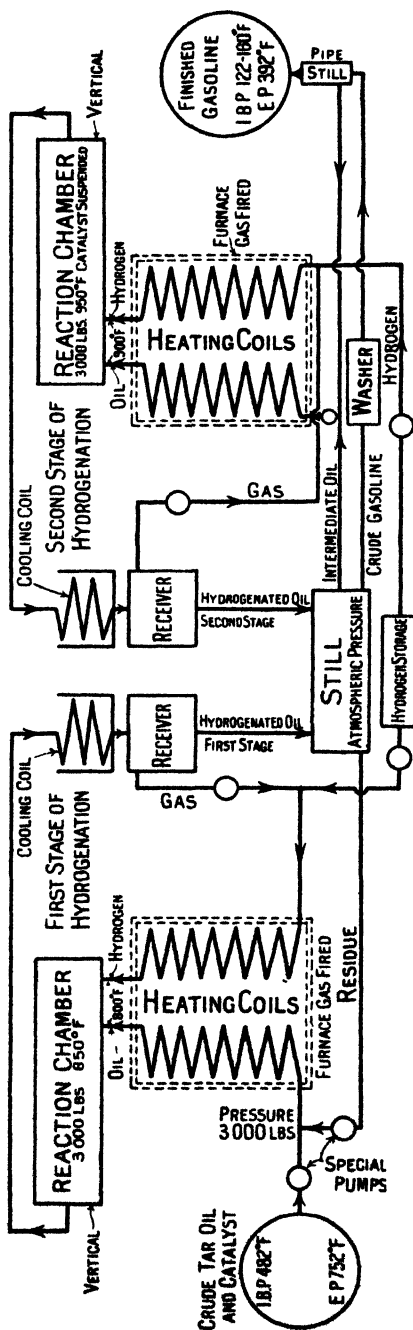 CRUDE TAR OIL
AND CATALYST
I.B.P 482°F
E P 752°F
SPECIAL
PUMPS
PRESSURE
3000 LBS
RESIDUE
FURNACE GAS FIRED
HEATING COILS
OIL
800°F
HYDROGEN
REACTION CHAMBER
3000 LBS 850°F
VERTICAL
FIRST STAGE OF
HYDROGENATION
COOLING COIL
RECEIVER
GAS
HYDROGENATED OIL
FIRST STAGE
STILL
ATMOSPHERIC PRESSURE
HYDROGEN STORAGE
SECOND STAGE OF
HYDROGENATION
COOLING COIL
RECEIVER
GAS
HYDROGENATED OIL
SECOND STAGE
INTERMEDIATE OIL
CRUDE GASOLINE
WASHER
HYDROGEN
HEATING COILS
FURNACE
GAS FIRED
OIL
900°F
HYDROGEN
REACTION CHAMBER
3000 LBS. 950°F CATALYST SUSPENDED
VERTICAL
PIPE
STILL
FINISHED
GASOLINE
I B P 122-180°F
E P 392°F